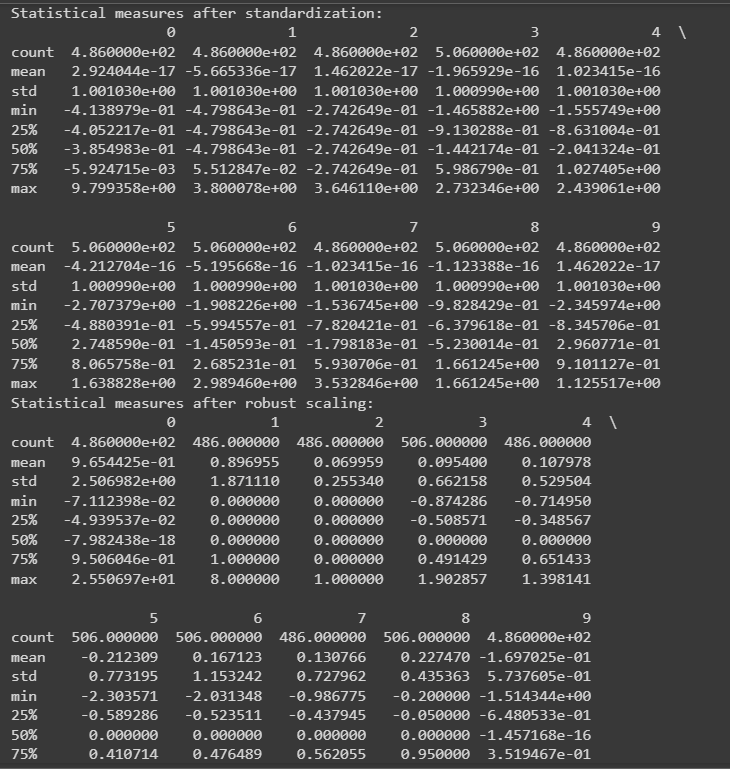 Statistical measures after standardization:
0 1 2 3 4 \
count 4.860000e+02 4.860000e+02 4.860000e+02 5.060000e+02 4.860000e+02
mean 2.924044e-17 -5.665336e-17 1.462022e-17 -1.965929e-16 1.023415e-16
std 1.001030e+00 1.001030e+00 1.001030e+00 1.000990e+00 1.001030e+00
min -4.138979e-01 -4.798643e-01 -2.742649e-01 -1.465882e+00 -1.555749e+00
25% -4.052217e-01 -4.798643e-01 -2.742649e-01 -9.130288e-01 -8.631004e-01
50% -3.854983e-01 -4.798643e-01 -2.742649e-01 -1.442174e-01 -2.041324e-01
75% -5.924715e-03 5.512847e-02 -2.742649e-01 5.986790e-01 1.027405e+00
max 9.799358e+00 3.800078e+00 3.646110e+00 2.732346e+00 2.439061e+00
5 6 7 8 9
count 5.060000e+02 5.060000e+02 4.860000e+02 5.060000e+02 4.860000e+02
mean -4.212704e-16 -5.195668e-16 -1.023415e-16 -1.123388e-16 1.462022e-17
std 1.000990e+00 1.000990e+00 1.001030e+00 1.000990e+00 1.001030e+00
min -2.707379e+00 -1.908226e+00 -1.536745e+00 -9.828429e-01 -2.345974e+00
25% -4.880391e-01 -5.994557e-01 -7.820421e-01 -6.379618e-01 -8.345706e-01
50% 2.748590e-01 -1.450593e-01 -1.798183e-01 -5.230014e-01 2.960771e-01
75% 8.065758e-01 2.685231e-01 5.930706e-01 1.661245e+00 9.101127e-01
max 1.638828e+00 2.989460e+00 3.532846e+00 1.661245e+00 1.125517e+00
Statistical measures after robust scaling:
0 1 2 3 4 \
count 4.860000e+02 486.000000 486.000000 506.000000 486.000000
mean 9.654425e-01 0.896955 0.069959 0.095400 0.107978
std 2.506982e+00 1.871110 0.255340 0.662158 0.529504
min -7.112398e-02 0.000000 0.000000 -0.874286 -0.714950
25% -4.939537e-02 0.000000 0.000000 -0.508571 -0.348567
50% -7.982438e-18 0.000000 0.000000 0.000000 0.000000
75% 9.506046e-01 1.000000 0.000000 0.491429 0.651433
max 2.550697e+01 8.000000 1.000000 1.902857 1.398141
5 6 7 8 9
count 506.000000 506.000000 486.000000 506.000000 4.860000e+02
mean -0.212309 0.167123 0.130766 0.227470 -1.697025e-01
std 0.773195 1.153242 0.727962 0.435363 5.737605e-01
min -2.303571 -2.031348 -0.986775 -0.200000 -1.514344e+00
25% -0.589286 -0.523511 -0.437945 -0.050000 -6.480533e-01
50% 0.000000 0.000000 0.000000 0.000000 -1.457168e-16
75% 0.410714 0.476489 0.562055 0.950000 3.519467e-01